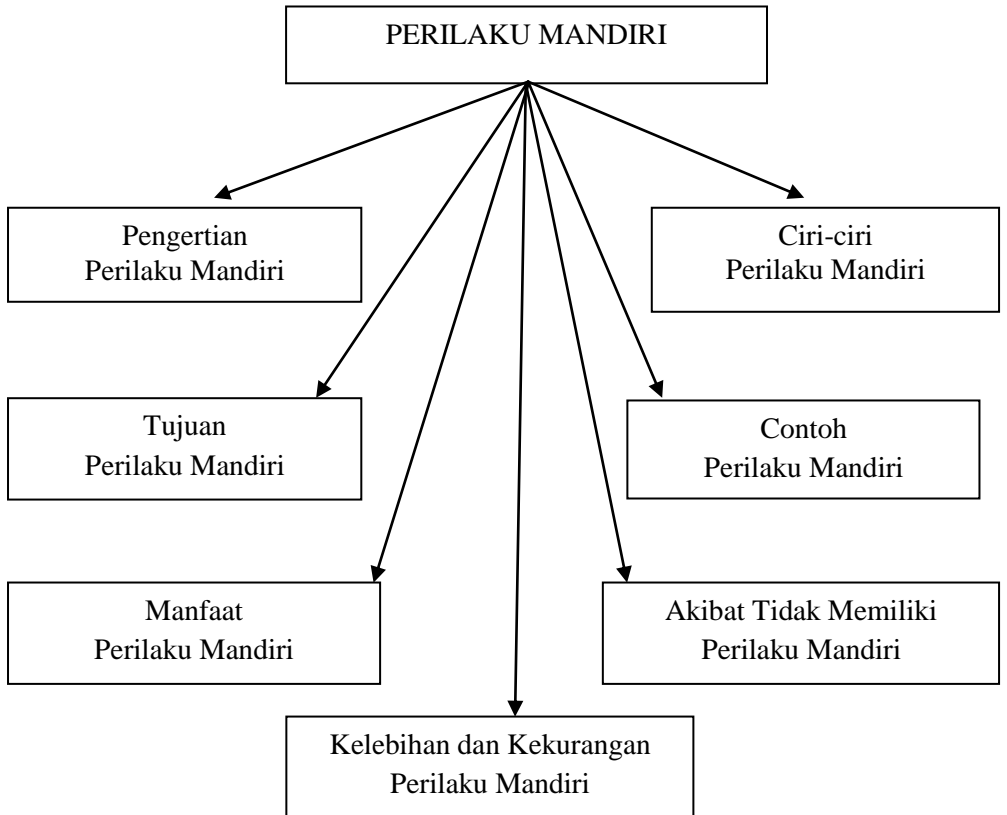 PERILAKU MANDIRI
Pengertian
Perilaku Mandiri
Ciri-ciri
Perilaku Mandiri
Tujuan
Perilaku Mandiri
Contoh
Perilaku Mandiri
Manfaat
Perilaku Mandiri
Akibat Tidak Memiliki
Perilaku Mandiri
Kelebihan dan Kekurangan
Perilaku Mandiri